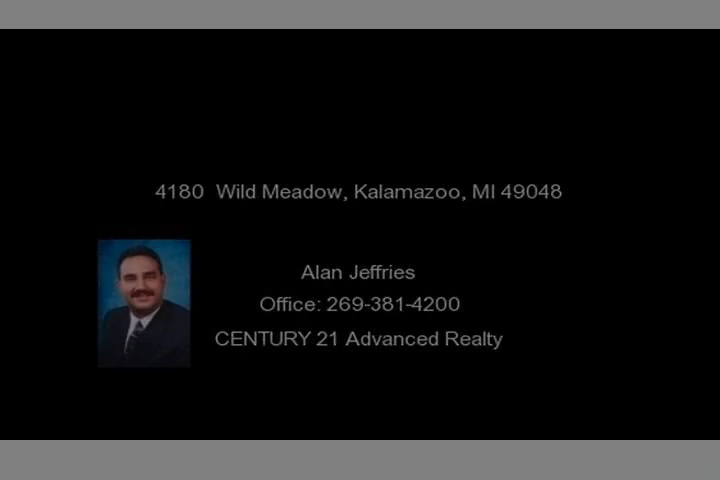 4180  Wild Meadow, Kalamazoo, MI 49048
Alan Jeffries
Office: 269-381-4200
CENTURY 21 Advanced Realty